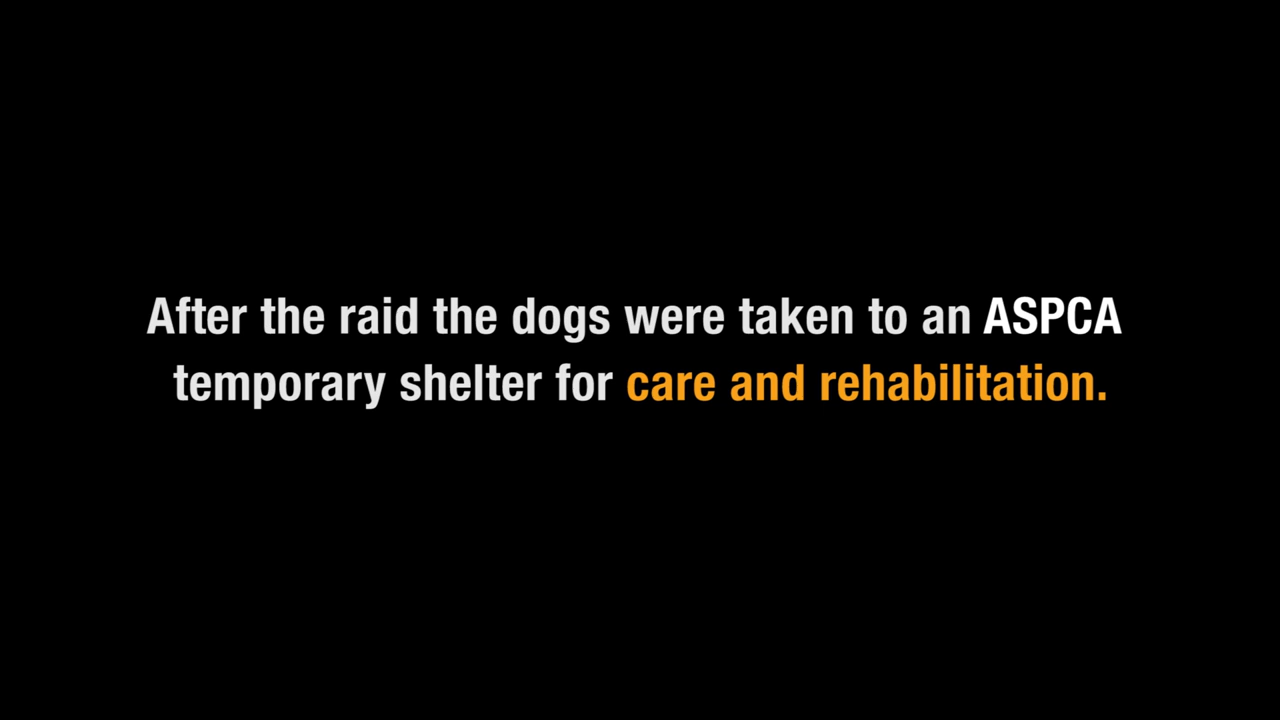 After the raid the dogs were taken to an ASPCA
temporary shelter for care and rehabilitation.